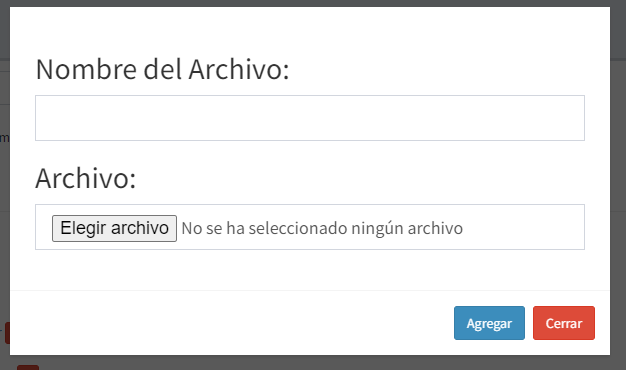 Nombre del Archivo:
Archivo:
Elegir archivo No se ha seleccionado ningún archivo
Agregar Cerrar